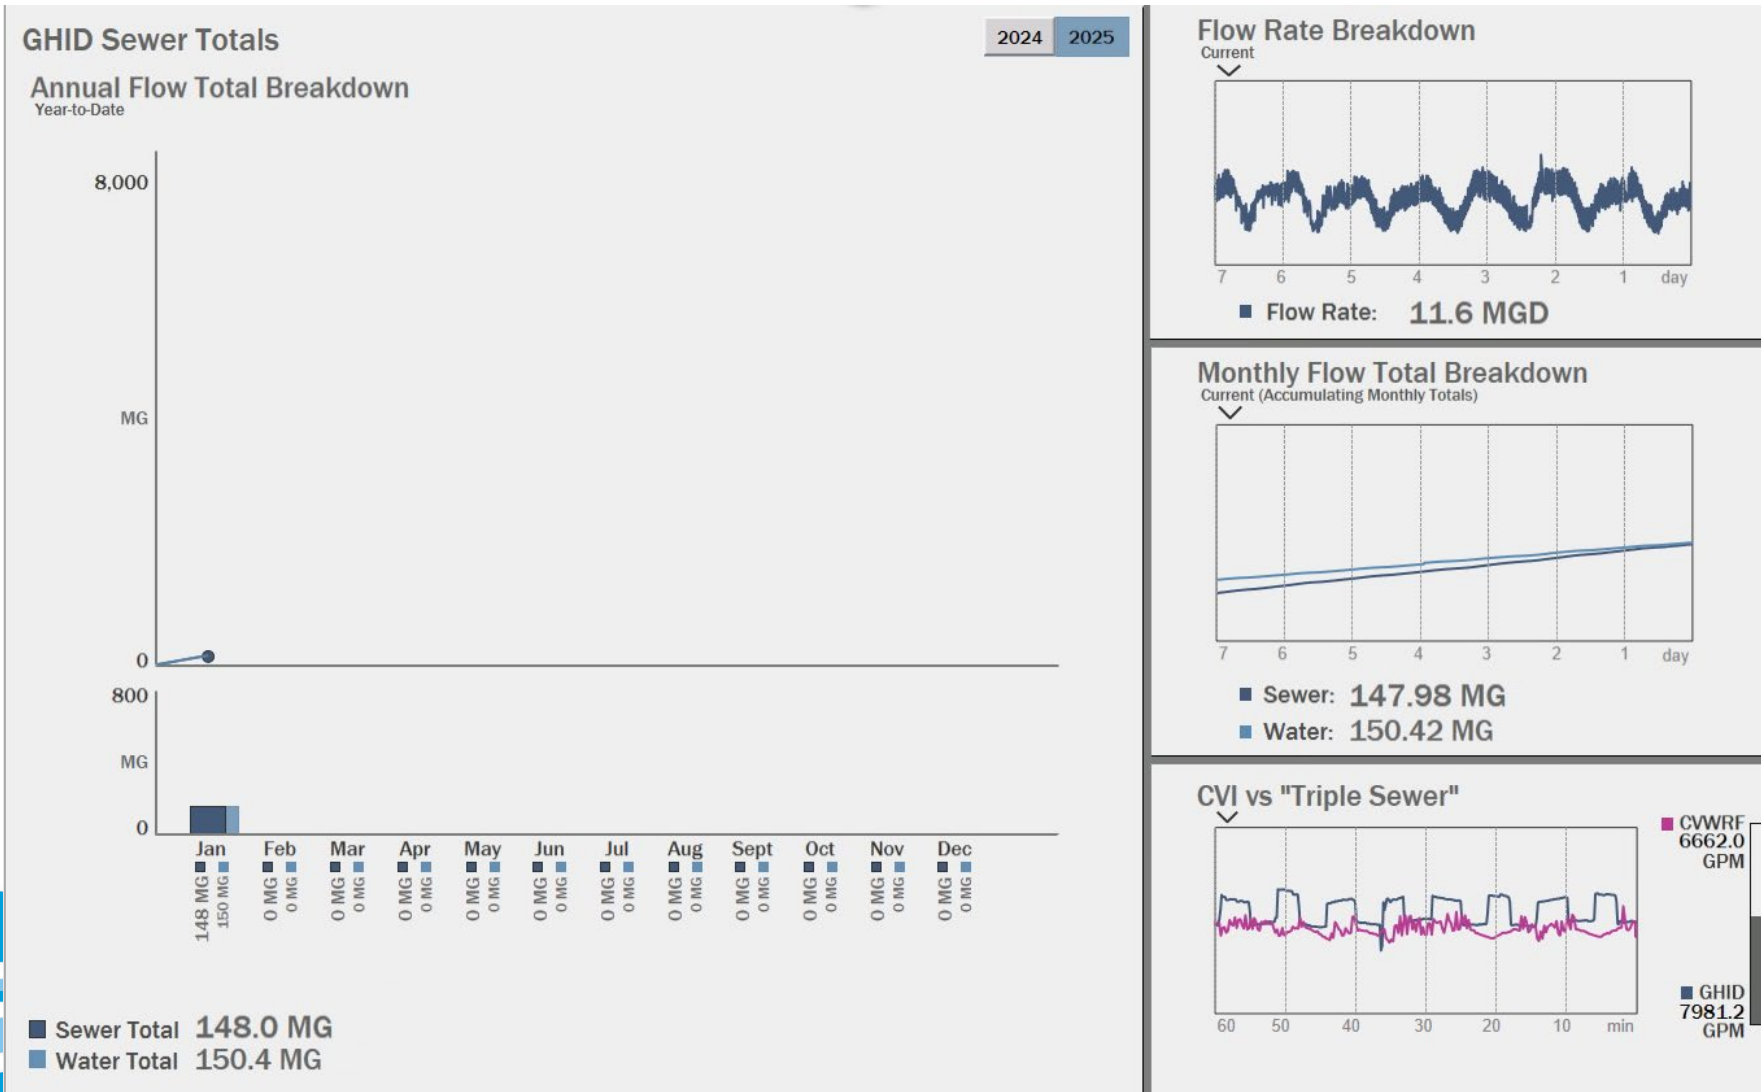 GHID Sewer Totals
2024 2025
Annual Flow Total Breakdown
Year-to-Date
8,000
MG
0
800
MG
0
Jan Feb Mar Apr May Jun Jul Aug Sept Oct Nov Dec
148 MG 150 MG 0 MG 0 MG 0 MG 0 MG 0 MG 0 MG 0 MG 0 MG 0 MG 0 MG 0 MG 0 MG 0 MG 0 MG 0 MG 0 MG 0 MG 0 MG 0 MG 0 MG 0 MG 0 MG
Sewer Total 148.0 MG
Water Total 150.4 MG
Flow Rate Breakdown
Current
7 6 5 4 3 2 1 day
Flow Rate: 11.6 MGD
Monthly Flow Total Breakdown
Current (Accumulating Monthly Totals)
7 6 5 4 3 2 1 day
Sewer: 147.98 MG
Water: 150.42 MG
CVI vs "Triple Sewer"
CVWRF
6662.0
GPM
GHID
7981.2
GPM
60 50 40 30 20 10 min